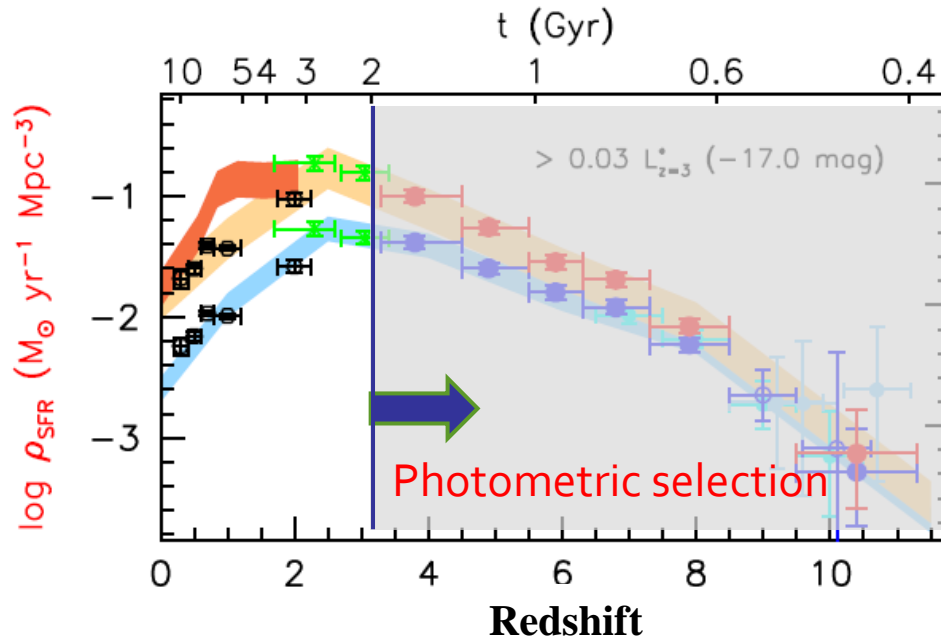 t (Gyr)
10 5 4 3 2 1 0.6 0.4
> 0.03 L*z=3 (−17.0 mag)
log ρSFR (M⊙ yr−1 Mpc−3)
−1
−2
−3
Photometric selection
0 2 4 6 8 10
Redshift